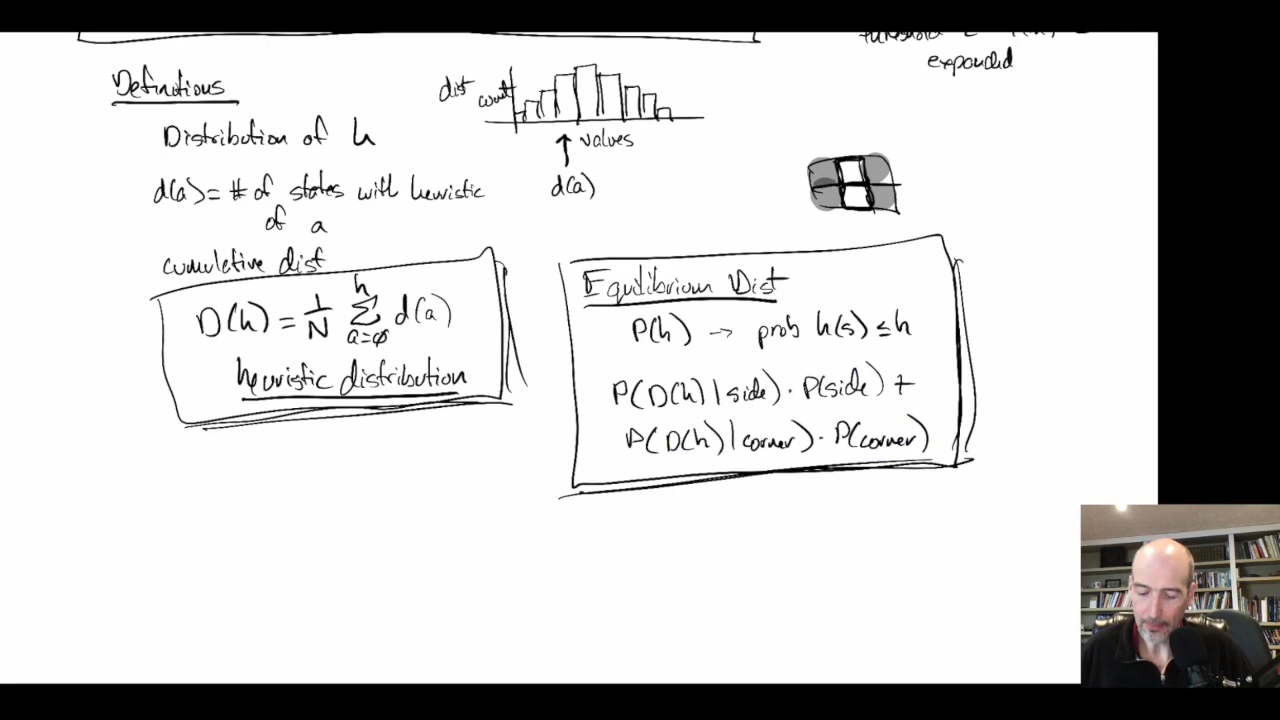 threshold
expanded
Definitions
dist count
values
d(a)
Distribution of h
d(a) = # of states with heuristic
of a
cumulative dist
D(h) = 1/N Σ_{a=0}^{h} d(a)
heuristic distribution
Equilibrium Dist
P(h) → prob h(s) ≤ h
P(D(h) | side) · P(side) +
P(D(h) | corner) · P(corner)